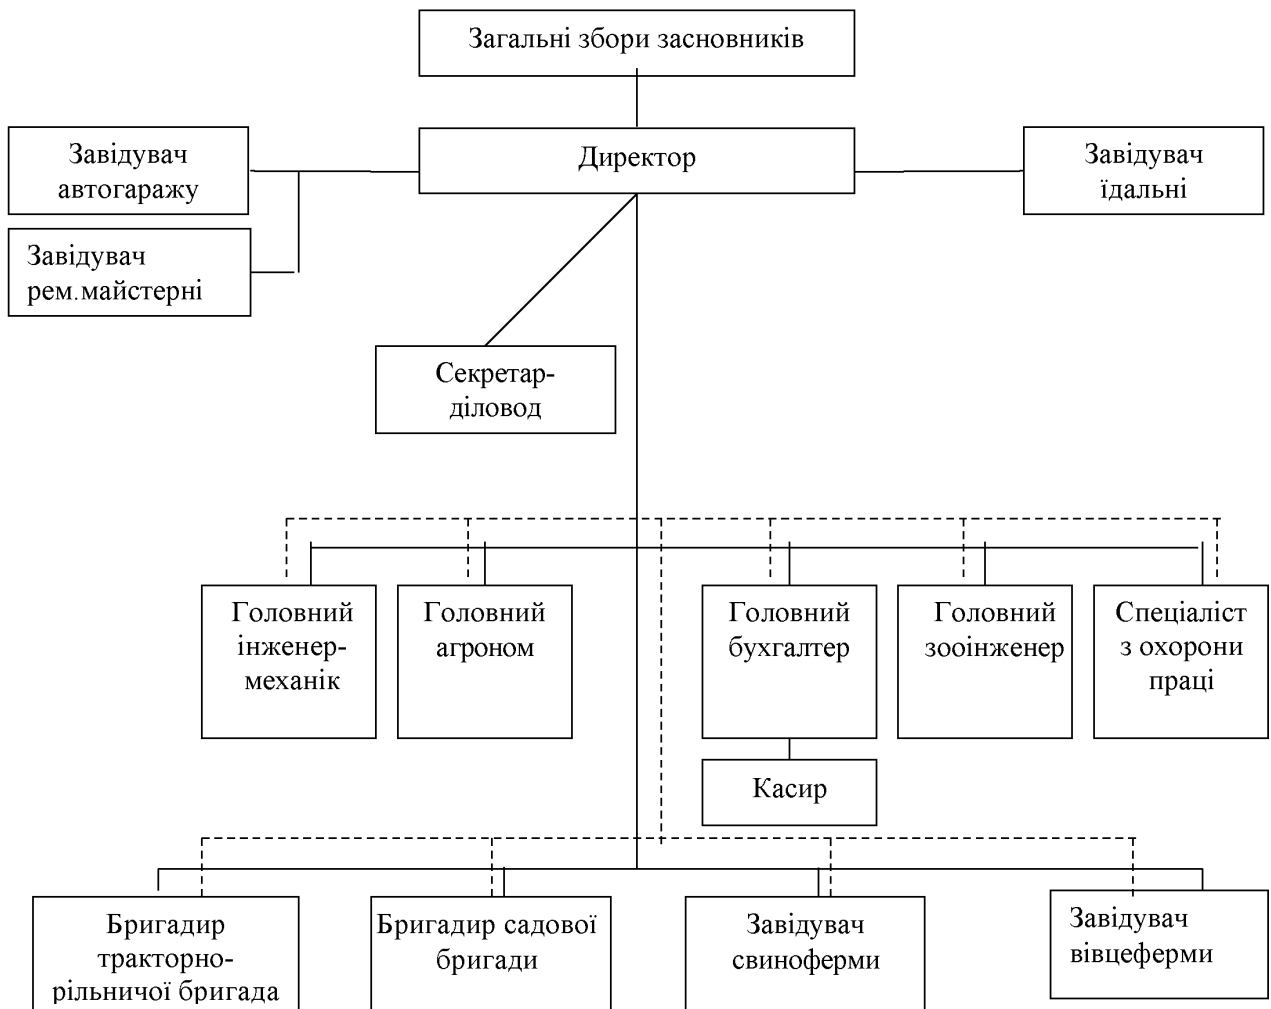 Загальні збори засновників
Завідувач
автогаражу
Директор
Завідувач
їдальні
Завідувач
рем.майстерні
Секретар-
діловод
Головний
інженер-
механік
Головний
агроном
Головний
бухгалтер
Головний
зооінженер
Спеціаліст
з охорони
праці
Касир
Бригадир
тракторно-
рільничої бригада
Бригадир садової
бригади
Завідувач
свиноферми
Завідувач
вівцеферми